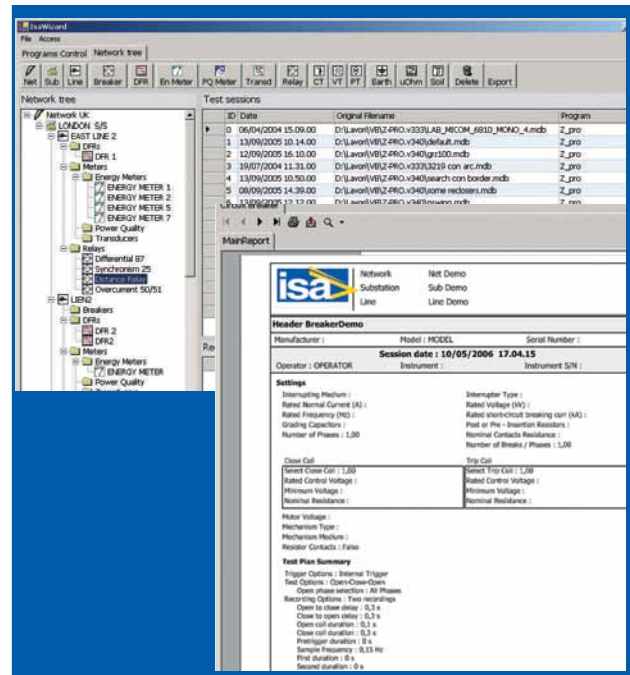 IsaWizard
File Access
Programs Control Network tree
Net Sub Line Breaker DFR En Meter PQ Meter Transd Relay CT VT PT Earth uOhm Soil Delete Export
Network tree
Network UK
LONDON S/S
EAST LINE 2
DFRs
DFR 1
Meters
Energy Meters
ENERGY METER 1
ENERGY METER 2
ENERGY METER 5
ENERGY METER 7
Power Quality
Transducers
Relays
Differential 87
Synchronism 25
Distance Relay
Overcurrent 50/51
LIEN2
Breakers
DFRs
DFR 2
DFR2
Meters
Energy Meters
ENERGY METER
Power Quality
Test sessions
ID Date Original Filename Program
0 06/04/2004 15.09.00 D:\Lavori\VB\Z-PRO.v333\LAB_MICOM_6810_MONO_4.mdb Z_pro
1 13/09/2005 10.14.00 D:\Lavori\VB\Z-PRO.v340\default.mdb Z_pro
2 12/09/2005 16.10.00 D:\Lavori\VB\Z-PRO.v340\grz100.mdb Z_pro
3 19/07/2004 11.31.00 D:\Lavori\VB\Z-PRO.v333\3219 con arc.mdb Z_pro
4 13/09/2005 10.50.00 D:\Lavori\VB\Z-PRO.v340\search con border.mdb Z_pro
5 08/09/2005 14.39.00 D:\Lavori\VB\Z-PRO.v340\some reclosers.mdb Z_pro
Circuit Breaker
MainReport
isa
Network Net Demo
Substation Sub Demo
Line Line Demo
Header BreakerDemo
Manufacturer : Model : MODEL Serial Number :
Session date : 10/05/2006 17.04.15
Operator : OPERATOR Instrument : Instrument S/N :
Settings
Interrupting Medium : Interrupter Type :
Rated Normal Current (A) : Rated Voltage (kV) :
Rated Frequency (Hz) : Rated short-circuit breaking curr (kA) :
Grading Capacitors : Post or Pre - Insertion Resistors :
Number of Phases : 1,00 Nominal Contacts Resistance :
Number of Breaks / Phases : 1,00
Close Coil Trip Coil
Select Close Coil : 1,00 Select Trip Coil : 1,00
Rated Control Voltage : Rated Control Voltage :
Minimum Voltage : Minimum Voltage :
Nominal Resistance : Nominal Resistance :
Motor Voltage :
Mechanism Type :
Mechanism Medium :
Resistor Contacts : Falso
Test Plan Summary
Trigger Options : Internal Trigger
Test Options : Open-Close-Open
Open phase selection : All Phases
Recording Options : Two recordings
Open to close delay : 0,3 s
Close to open delay : 0,3 s
Open coil duration : 0,1 s
Close coil duration : 0,3 s
Pretrigger duration : 0 s
Sample Frequency : 0,15 Hz
First duration : 0 s
Second duration : 0 s